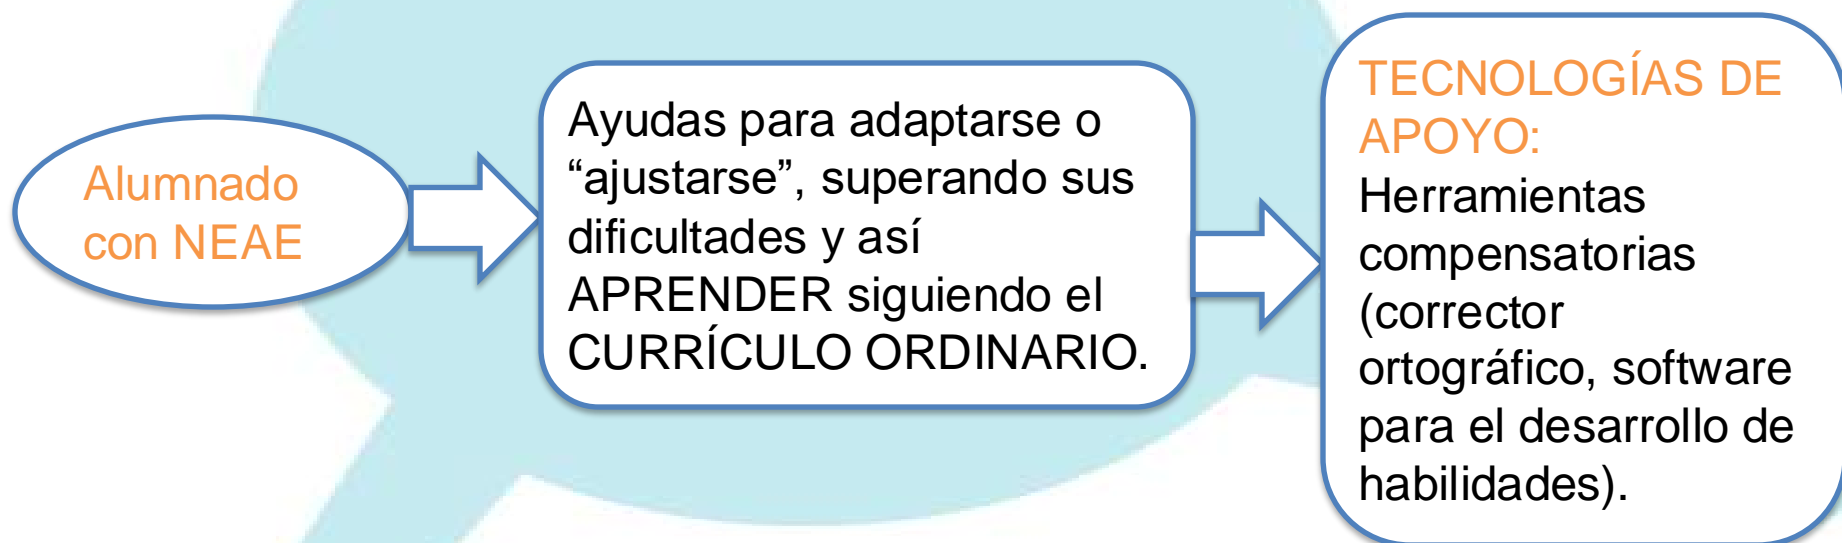 Alumnado
con NEAE
Ayudas para adaptarse o
“ajustarse”, superando sus
dificultades y así
APRENDER siguiendo el
CURRÍCULO ORDINARIO.
TECNOLOGÍAS DE
APOYO:
Herramientas
compensatorias
(corrector
ortográfico, software
para el desarrollo de
habilidades).